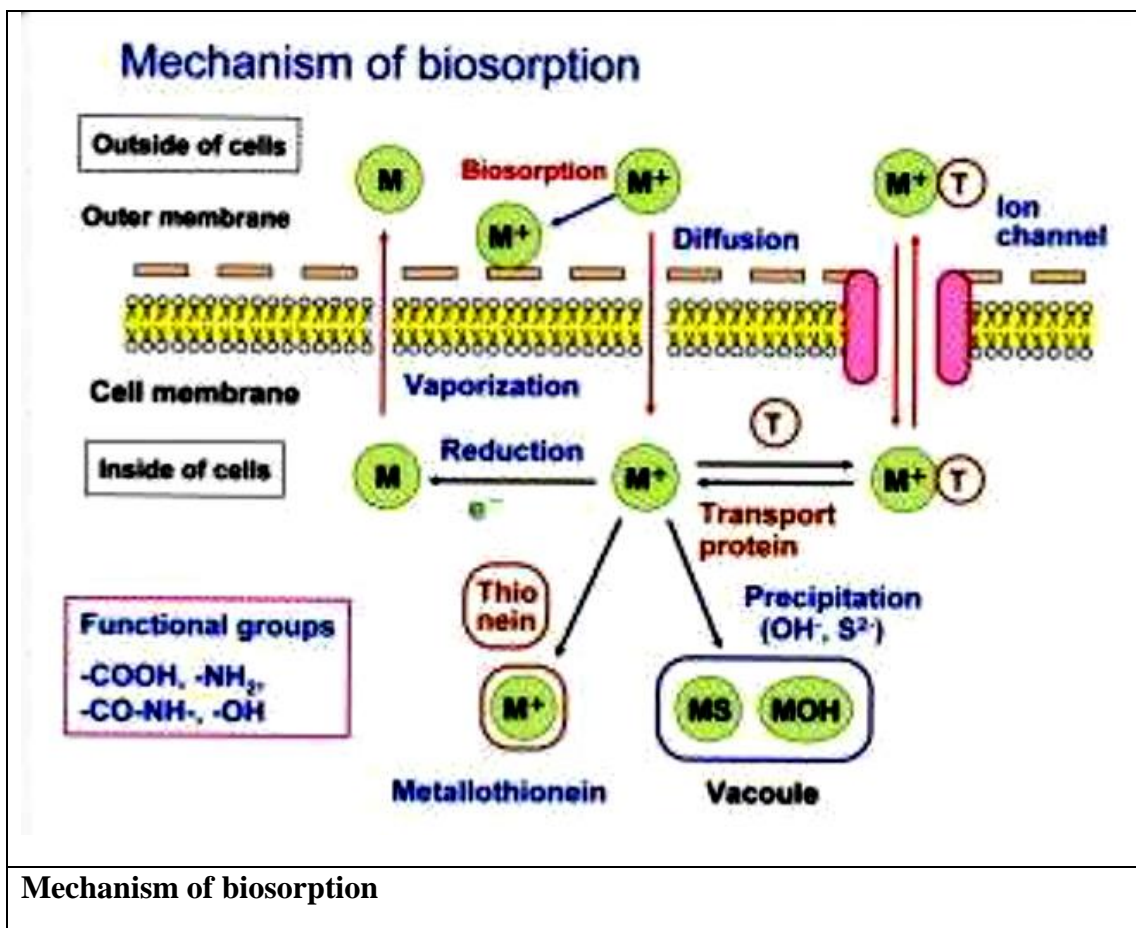 Mechanism of biosorption
Outside of cells
M
Biosorption
M⁺
M⁺ T
Outer membrane
M⁺
Diffusion
Ion
channel
Cell membrane
Vaporization
T
Inside of cells
M
Reduction
e⁻
M⁺
M⁺ T
Transport
protein
Thio
nein
Precipitation
(OH⁻, S²⁻)
Functional groups
-COOH, -NH₂,
-CO-NH-, -OH
M⁺
MS
MOH
Metallothionein
Vacoule
Mechanism of biosorption